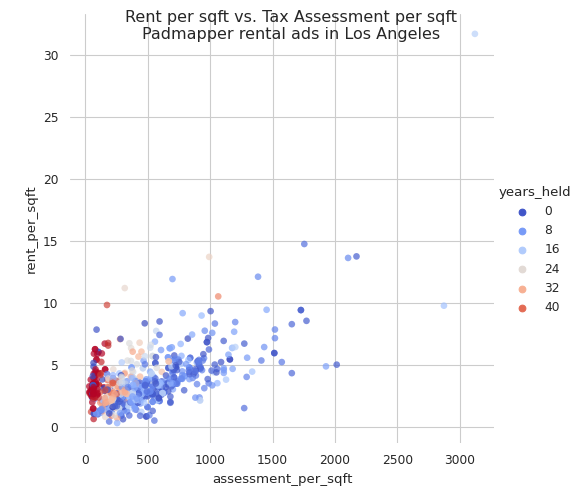 Rent per sqft vs. Tax Assessment per sqft
Padmapper rental ads in Los Angeles
30
25
20
15
10
5
0
rent_per_sqft
0 500 1000 1500 2000 2500 3000
assessment_per_sqft
years_held
0
8
16
24
32
40